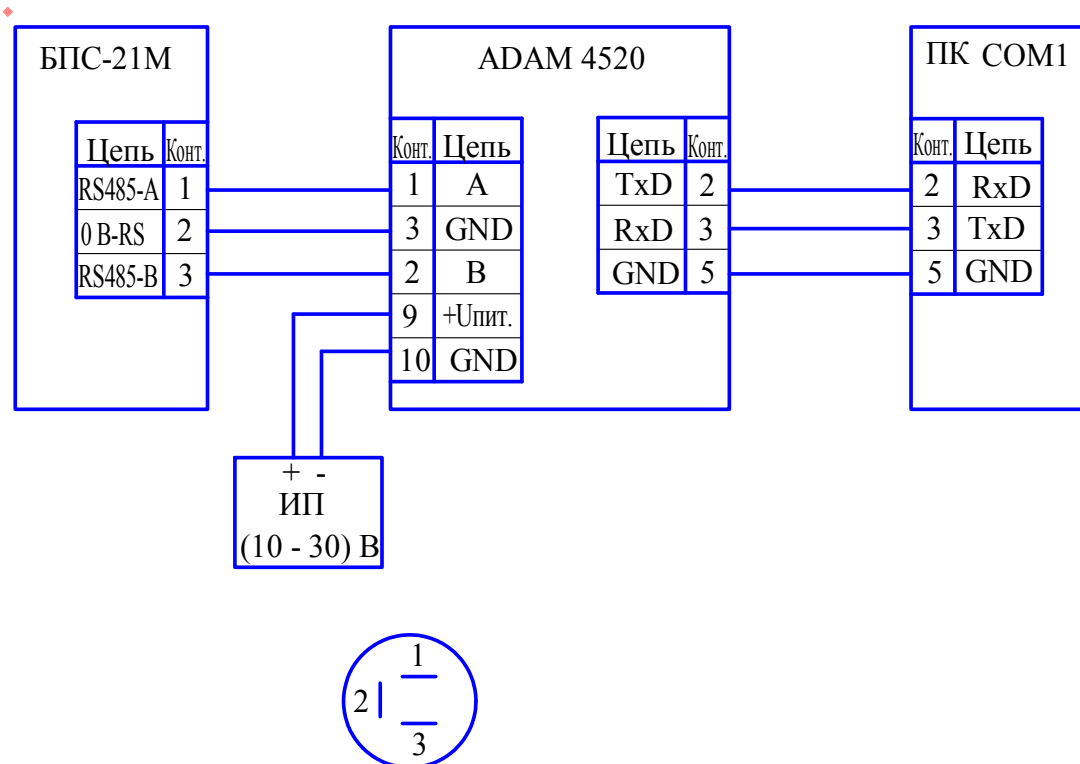 БПС-21М
Цепь Конт.
RS485-A 1
0 В-RS 2
RS485-B 3
ADAM 4520
Конт. Цепь
1 A
3 GND
2 B
9 +Uпит.
10 GND
Цепь Конт.
TxD 2
RxD 3
GND 5
ПК COM1
Конт. Цепь
2 RxD
3 TxD
5 GND
+ -
ИП
(10 - 30) В
1
2
3